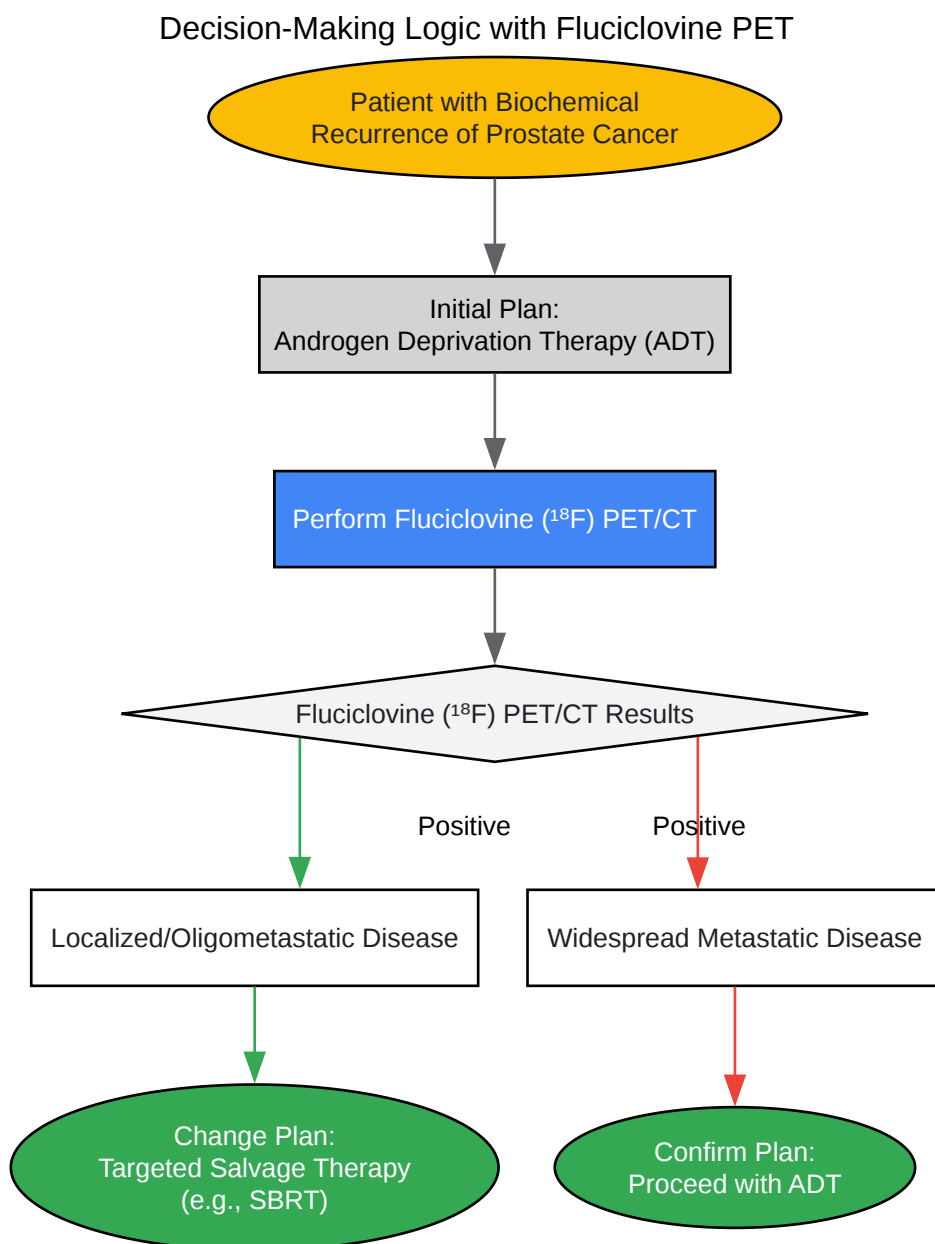 Decision-Making Logic with Fluciclovine PET
Patient with Biochemical
Recurrence of Prostate Cancer
Initial Plan:
Androgen Deprivation Therapy (ADT)
Perform Fluciclovine (¹⁸F) PET/CT
Fluciclovine (¹⁸F) PET/CT Results
Positive
Positive
Localized/Oligometastatic Disease
Widespread Metastatic Disease
Change Plan:
Targeted Salvage Therapy
(e.g., SBRT)
Confirm Plan:
Proceed with ADT